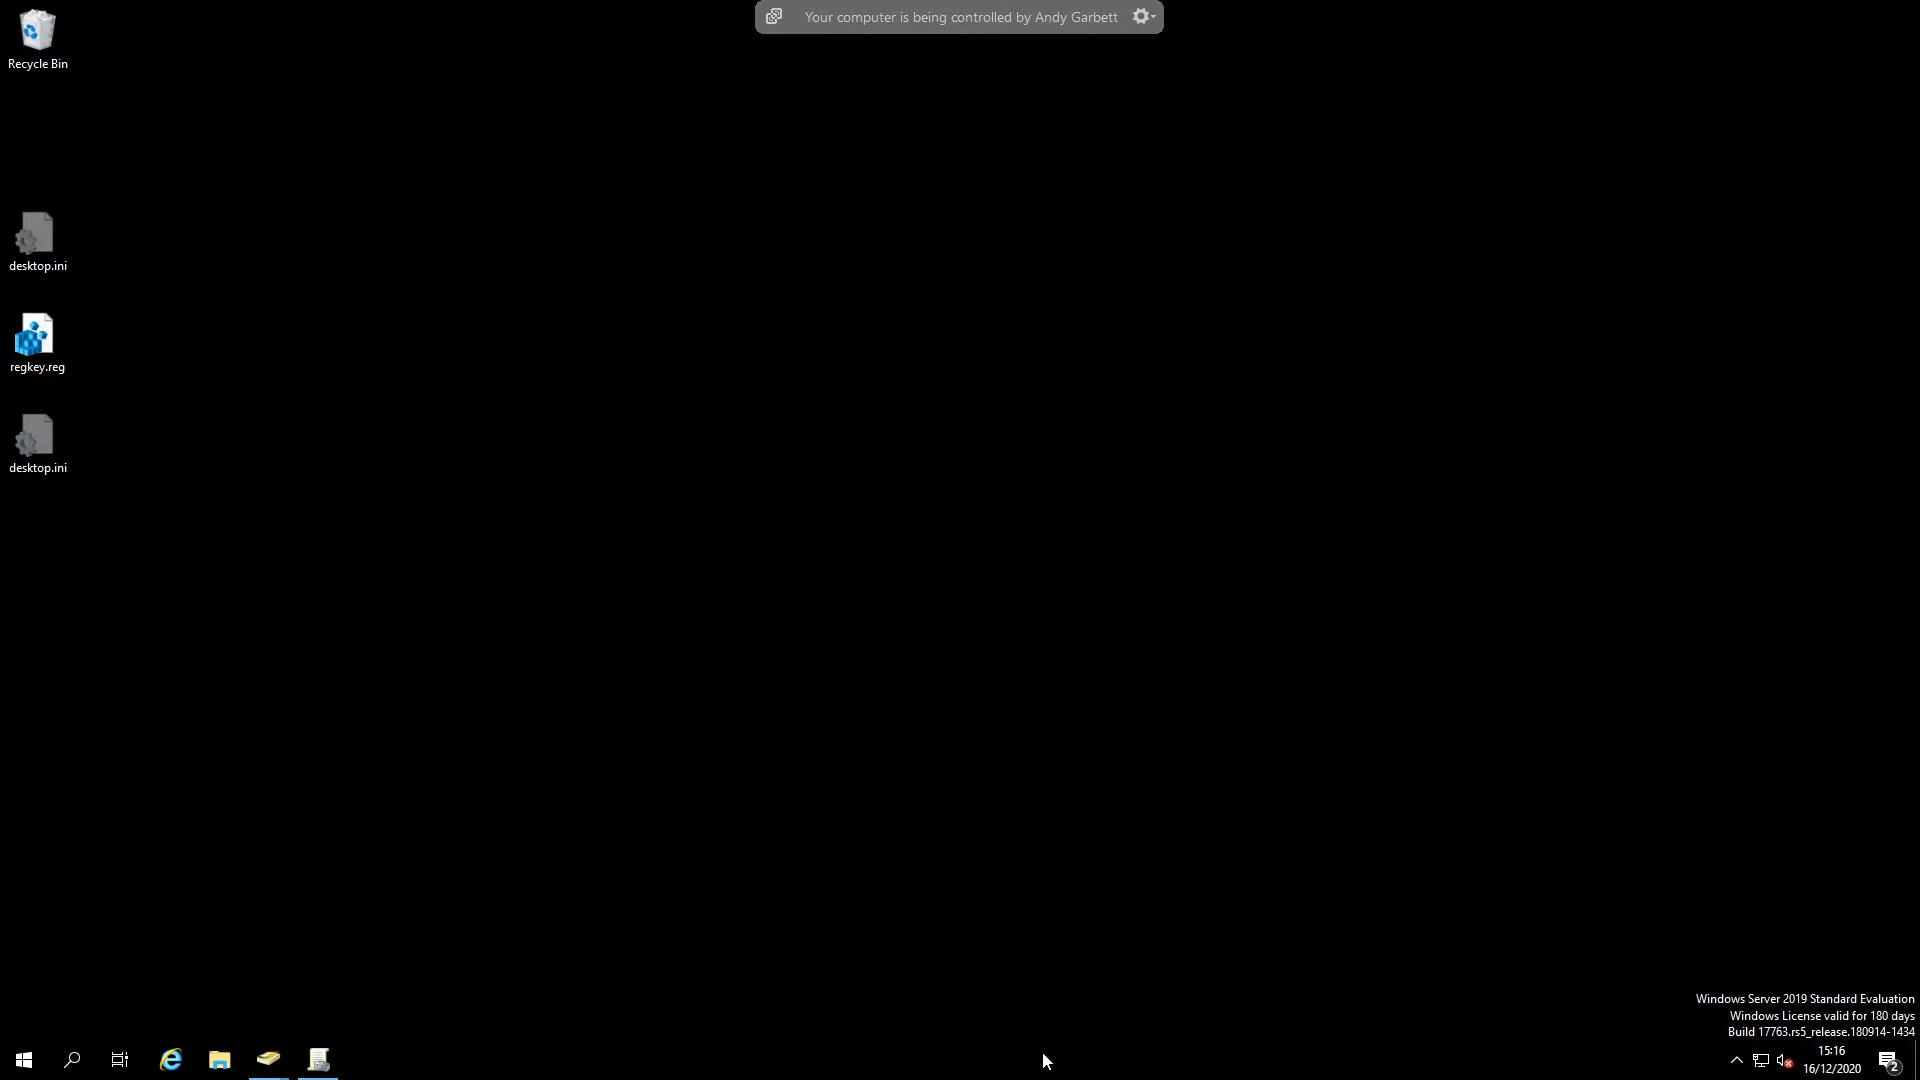 Your computer is being controlled by Andy Garbett
Recycle Bin
desktop.ini
regkey.reg
desktop.ini
Windows Server 2019 Standard Evaluation
Windows License valid for 180 days
Build 17763.rs5_release.180914-1434
15:16
16/12/2020
2